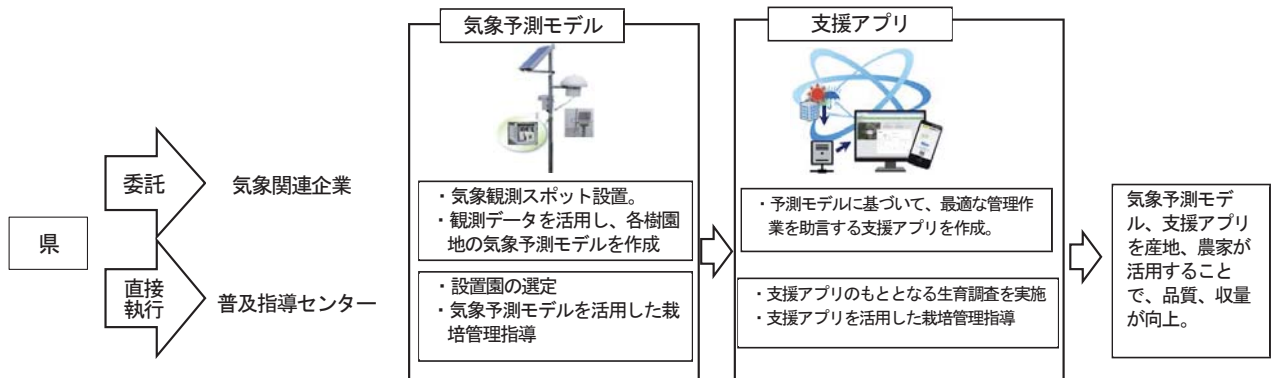 気象予測モデル
支援アプリ
県
委託
気象関連企業
直接
執行
普及指導センター
・気象観測スポット設置。
・観測データを活用し、各樹園
地の気象予測モデルを作成
・設置園の選定
・気象予測モデルを活用した栽
培管理指導
・予測モデルに基づいて、最適な管理作
業を助言する支援アプリを作成。
・支援アプリのもととなる生育調査を実施
・支援アプリを活用した栽培管理指導
気象予測モデ
ル、支援アプリ
を産地、農家が
活用すること
で、品質、収量
が向上。